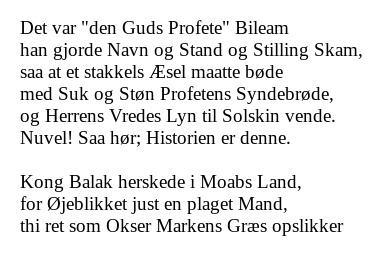 Det var "den Guds Profete" Bileam
han gjorde Navn og Stand og Stilling Skam,
saa at et stakkels Æsel maatte bøde
med Suk og Støn Profetens Syndebrøde,
og Herrens Vredes Lyn til Solskin vende.
Nuvel! Saa hør; Historien er denne.

Kong Balak herskede i Moabs Land,
for Øjeblikket just en plaget Mand,
thi ret som Okser Markens Græs opslikker